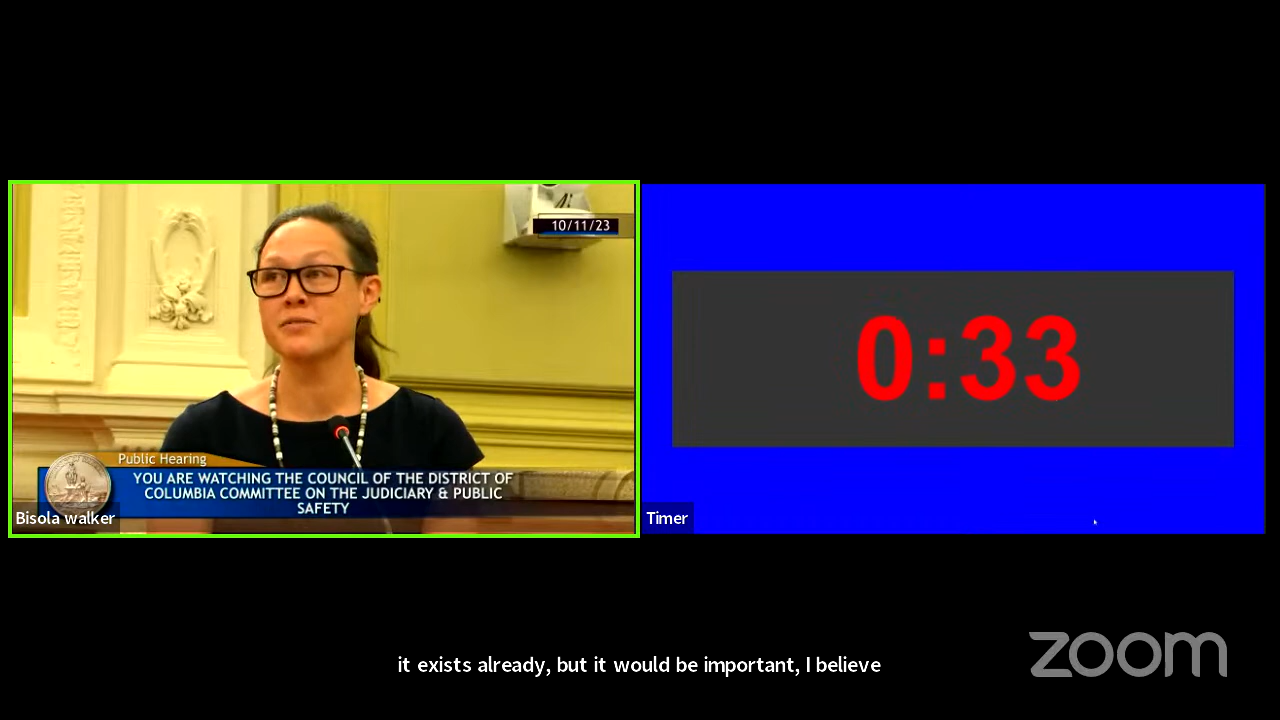 10/11/23
Public Hearing
YOU ARE WATCHING THE COUNCIL OF THE DISTRICT OF
COLUMBIA COMMITTEE ON THE JUDICIARY & PUBLIC
SAFETY
Bisola walker
0:33
Timer
it exists already, but it would be important, I believe
zoom